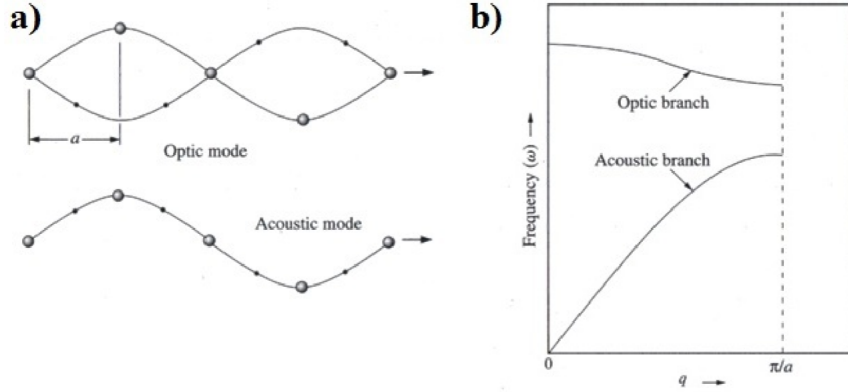 a)
a
Optic mode
Acoustic mode
b)
Frequency (ω)
Optic branch
Acoustic branch
0
π/a
q